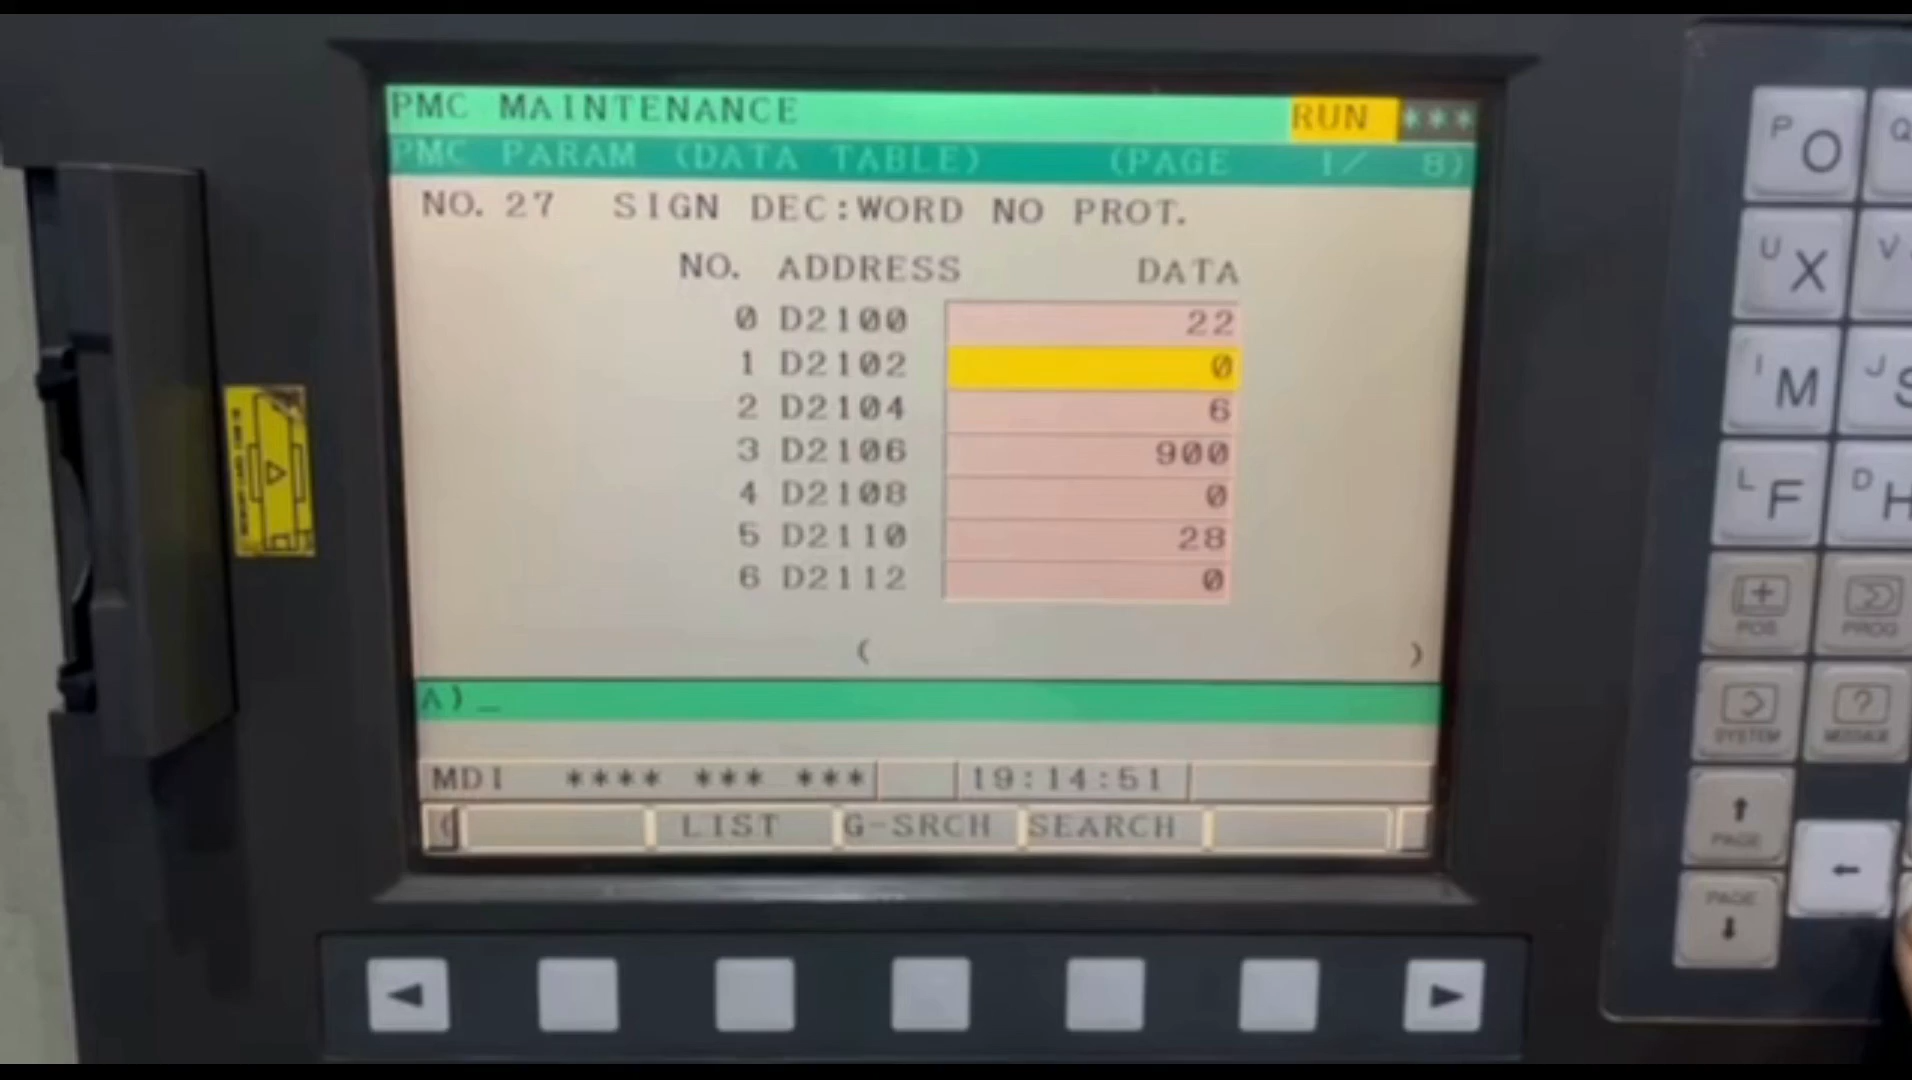 PMC MAINTENANCE RUN ***
PMC PARAM (DATA TABLE) (PAGE 1/ 8)
NO. 27 SIGN DEC:WORD NO PROT.
NO. ADDRESS DATA
0 D2100 22
1 D2102 0
2 D2104 6
3 D2106 900
4 D2108 0
5 D2110 28
6 D2112 0
( )
A)_
MDI **** *** *** 19:14:51
( LIST G-SRCH SEARCH
P O Q
U X V
I M J S
L F D H
POS PROG
SYSTEM MESSAGE
↑ PAGE
←
PAGE ↓